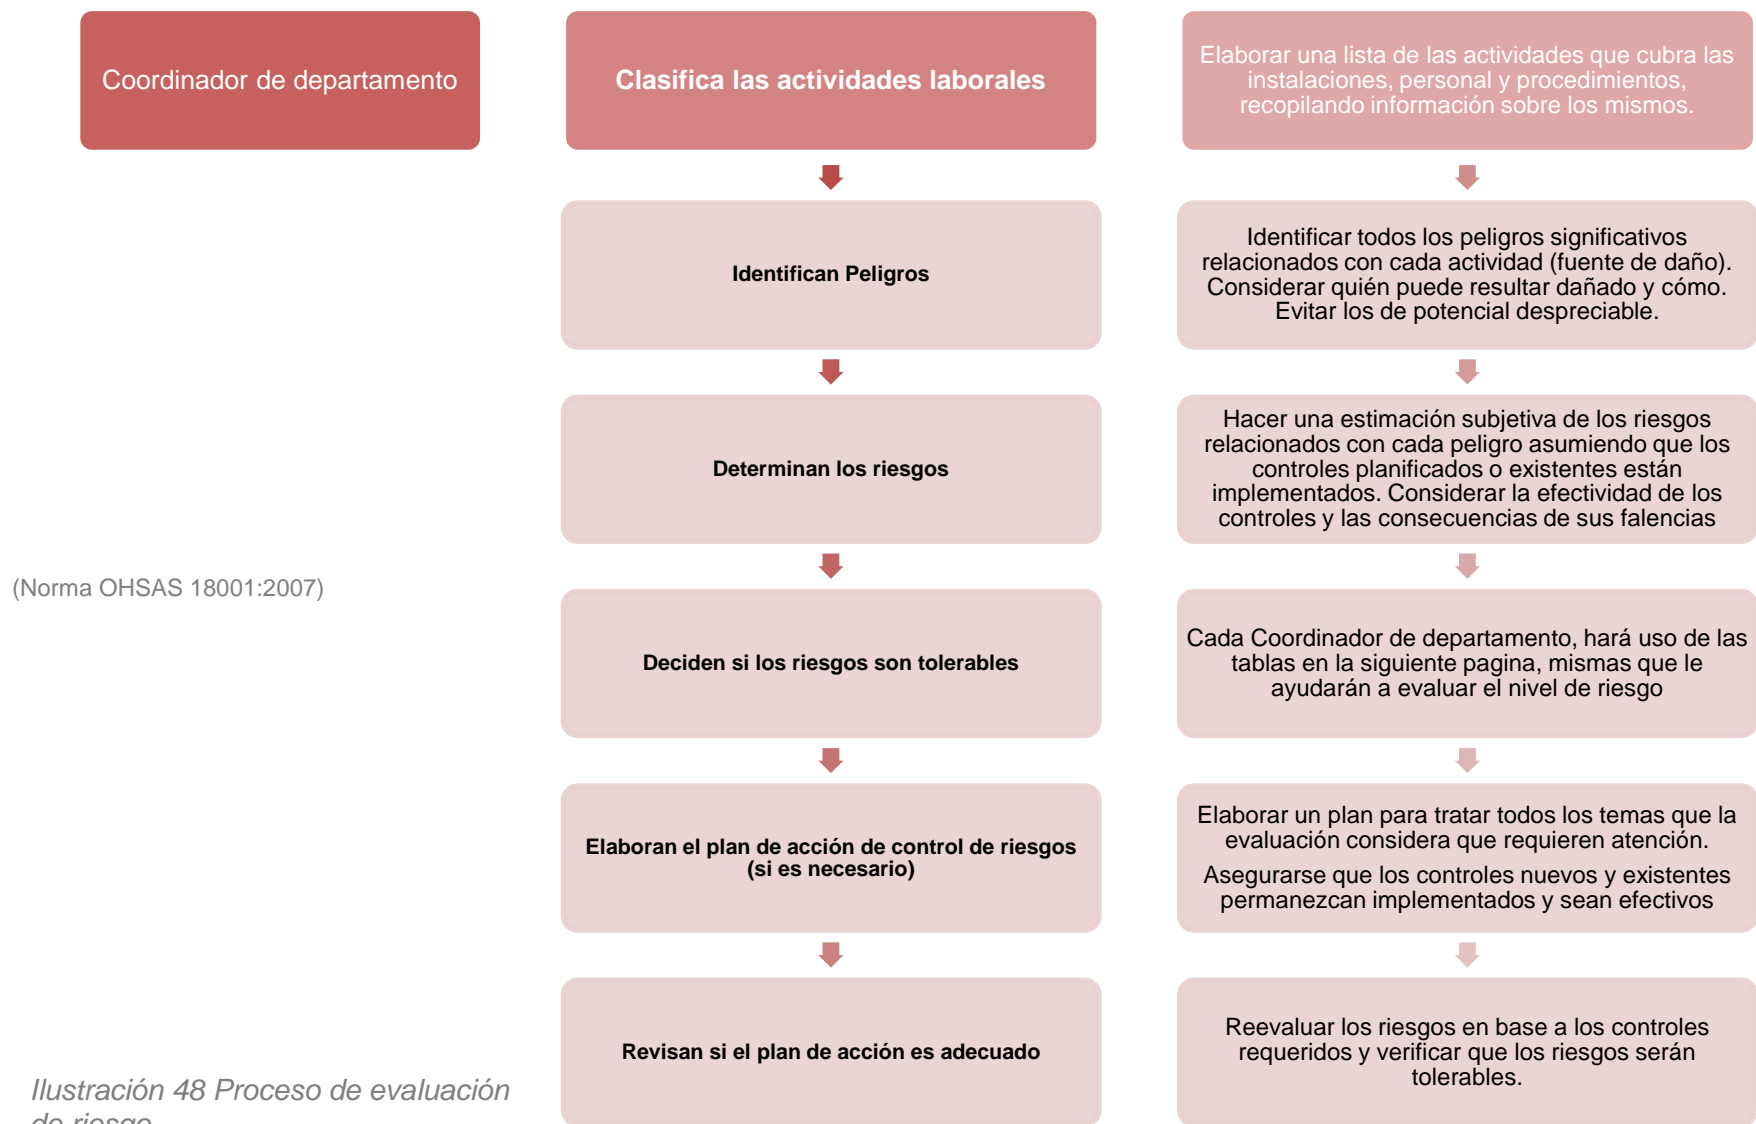 Coordinador de departamento
Clasifica las actividades laborales
Elaborar una lista de las actividades que cubra las
instalaciones, personal y procedimientos,
recopilando información sobre los mismos.
Identifican Peligros
Identificar todos los peligros significativos
relacionados con cada actividad (fuente de daño).
Considerar quién puede resultar dañado y cómo.
Evitar los de potencial despreciable.
Determinan los riesgos
Hacer una estimación subjetiva de los riesgos
relacionados con cada peligro asumiendo que los
controles planificados o existentes están
implementados. Considerar la efectividad de los
controles y las consecuencias de sus falencias
(Norma OHSAS 18001:2007)
Deciden si los riesgos son tolerables
Cada Coordinador de departamento, hará uso de las
tablas en la siguiente pagina, mismas que le
ayudarán a evaluar el nivel de riesgo
Elaboran el plan de acción de control de riesgos
(si es necesario)
Elaborar un plan para tratar todos los temas que la
evaluación considera que requieren atención.
Asegurarse que los controles nuevos y existentes
permanezcan implementados y sean efectivos
Revisan si el plan de acción es adecuado
Reevaluar los riesgos en base a los controles
requeridos y verificar que los riesgos serán
tolerables.
Ilustración 48 Proceso de evaluación
de riesgo